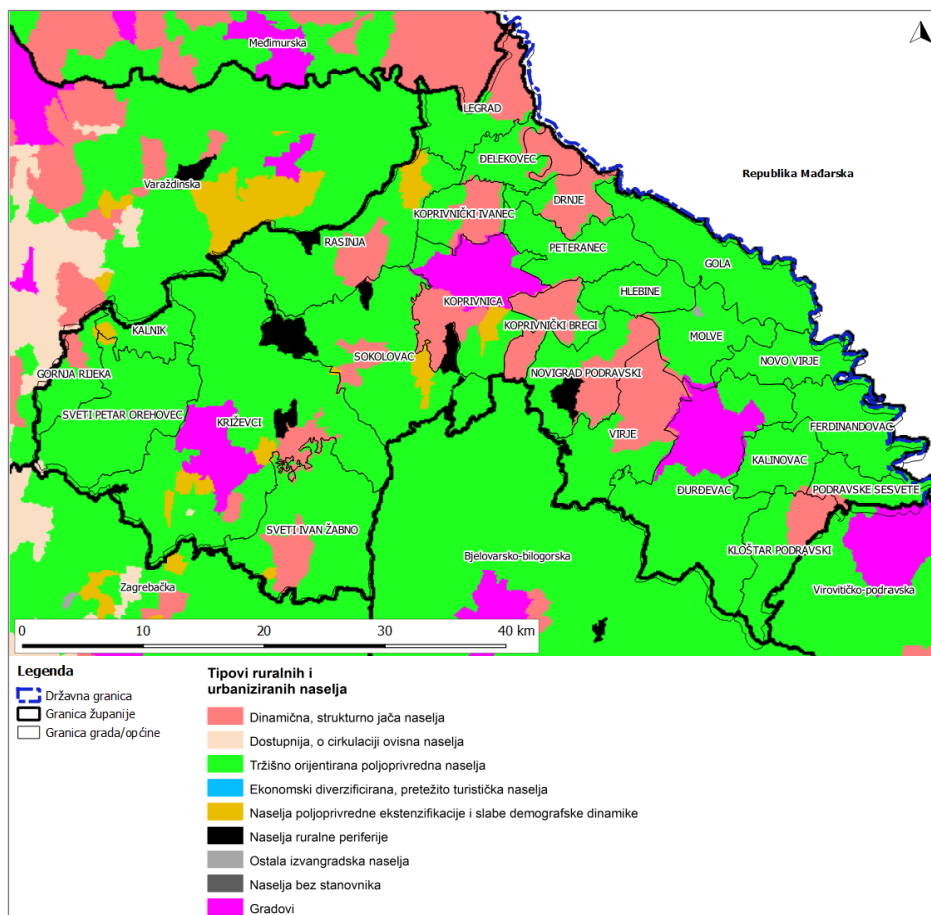 Međimurska
LEGRAD
ĐELEKOVEC
Republika Mađarska
Varaždinska
DRNJE
KOPRIVNIČKI IVANEC
RASINJA
PETERANEC
GOLA
HLEBINE
KOPRIVNICA
KOPRIVNIČKI BREGI
KALNIK
MOLVE
SOKOLOVAC
NOVO VIRJE
GORNJA RIJEKA
NOVIGRAD PODRAVSKI
SVETI PETAR OREHOVEC
KRIŽEVCI
FERDINANDOVAC
VIRJE
KALINOVAC
ĐURĐEVAC
PODRAVSKE SESVETE
SVETI IVAN ŽABNO
KLOŠTAR PODRAVSKI
Bjelovarsko-bilogorska
Zagrebačka
Virovitičko-podravska
0 10 20 30 40 km
Legenda
Državna granica
Granica županije
Granica grada/općine
Tipovi ruralnih i
urbaniziranih naselja
Dinamična, strukturno jača naselja
Dostupnija, o cirkulaciji ovisna naselja
Tržišno orijentirana poljoprivredna naselja
Ekonomski diverzificirana, pretežito turistička naselja
Naselja poljoprivredne ekstenzifikacije i slabe demografske dinamike
Naselja ruralne periferije
Ostala izvangradska naselja
Naselja bez stanovnika
Gradovi